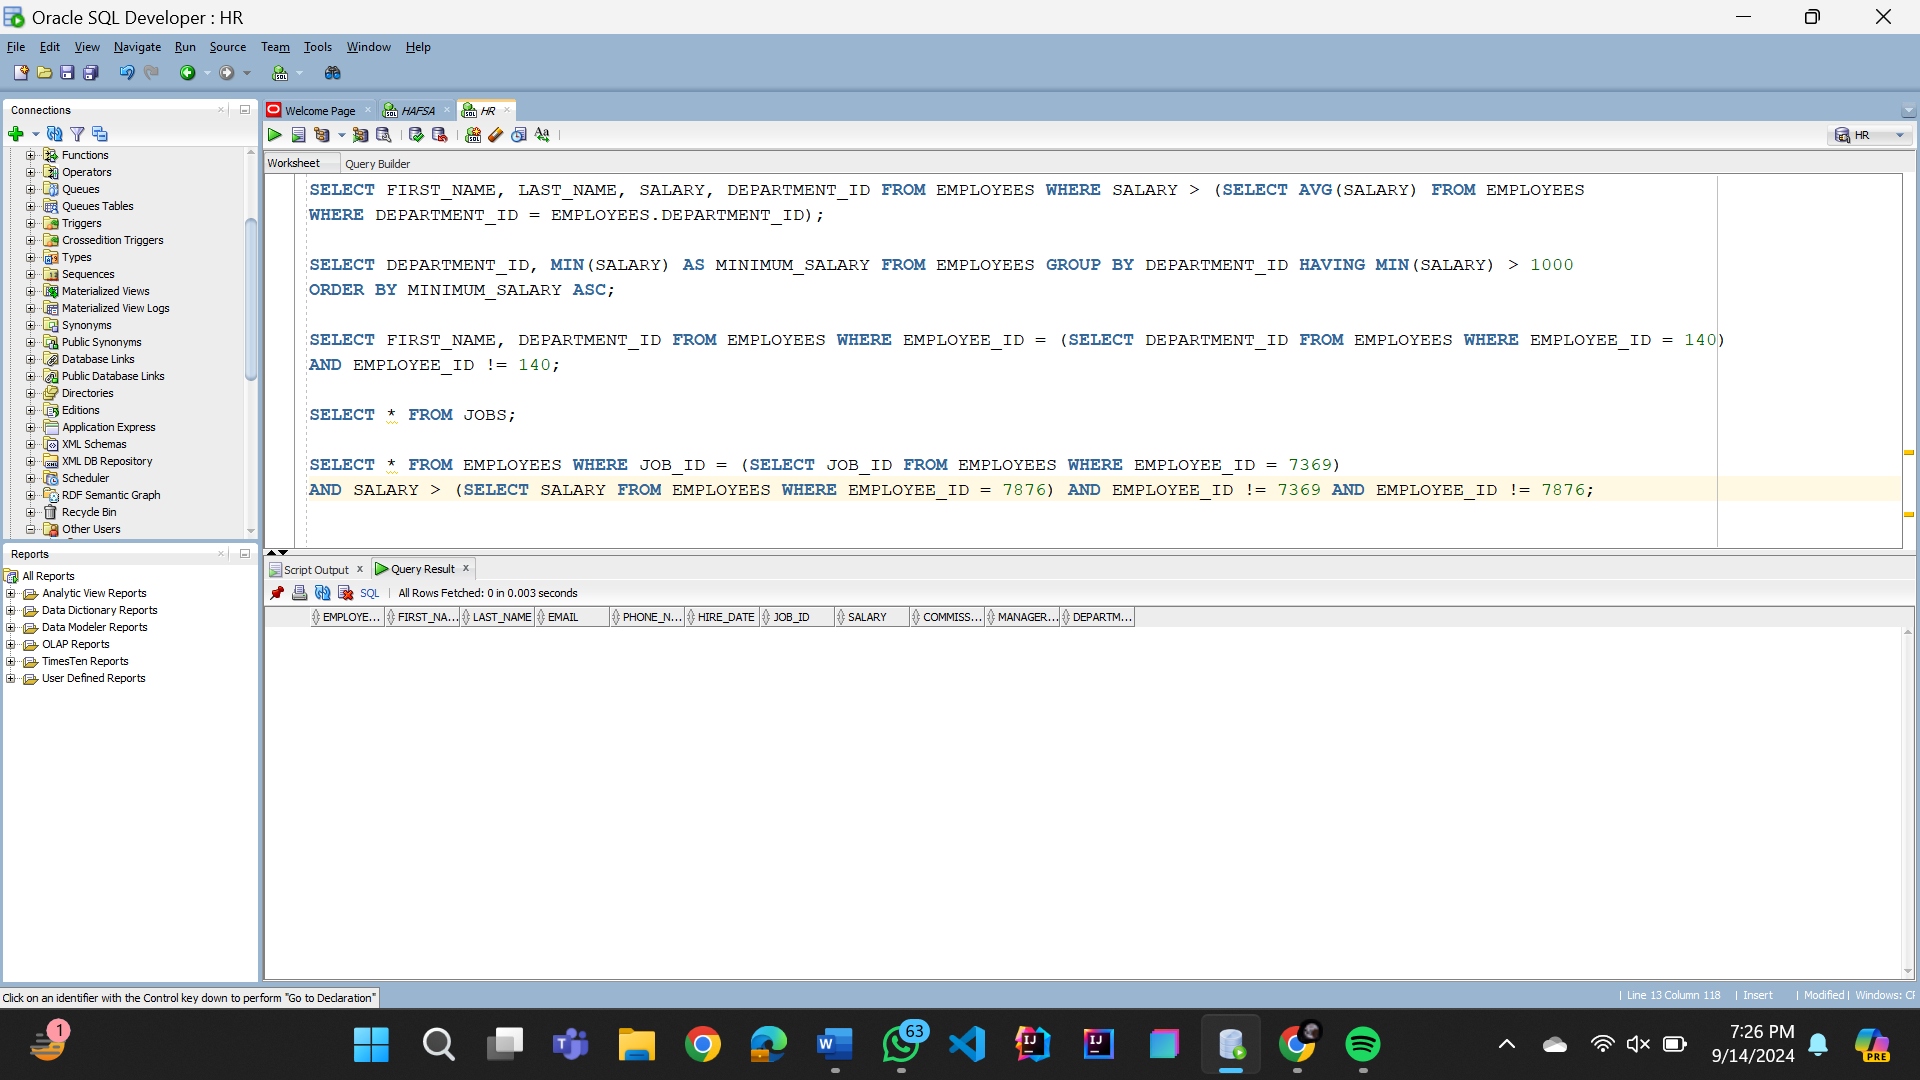 Oracle SQL Developer : HR
File Edit View Navigate Run Source Team Tools Window Help
Connections
Functions
Operators
Queues
Queues Tables
Triggers
Crossedition Triggers
Types
Sequences
Materialized Views
Materialized View Logs
Synonyms
Public Synonyms
Database Links
Public Database Links
Directories
Editions
Application Express
XML Schemas
XML DB Repository
Scheduler
RDF Semantic Graph
Recycle Bin
Other Users
Reports
All Reports
Analytic View Reports
Data Dictionary Reports
Data Modeler Reports
OLAP Reports
TimesTen Reports
User Defined Reports
Welcome Page HAFSA HR
HR
Worksheet Query Builder
SELECT FIRST_NAME, LAST_NAME, SALARY, DEPARTMENT_ID FROM EMPLOYEES WHERE SALARY > (SELECT AVG(SALARY) FROM EMPLOYEES
WHERE DEPARTMENT_ID = EMPLOYEES.DEPARTMENT_ID);
SELECT DEPARTMENT_ID, MIN(SALARY) AS MINIMUM_SALARY FROM EMPLOYEES GROUP BY DEPARTMENT_ID HAVING MIN(SALARY) > 1000
ORDER BY MINIMUM_SALARY ASC;
SELECT FIRST_NAME, DEPARTMENT_ID FROM EMPLOYEES WHERE EMPLOYEE_ID = (SELECT DEPARTMENT_ID FROM EMPLOYEES WHERE EMPLOYEE_ID = 140)
AND EMPLOYEE_ID != 140;
SELECT * FROM JOBS;
SELECT * FROM EMPLOYEES WHERE JOB_ID = (SELECT JOB_ID FROM EMPLOYEES WHERE EMPLOYEE_ID = 7369)
AND SALARY > (SELECT SALARY FROM EMPLOYEES WHERE EMPLOYEE_ID = 7876) AND EMPLOYEE_ID != 7369 AND EMPLOYEE_ID != 7876;
Script Output x Query Result x
SQL | All Rows Fetched: 0 in 0.003 seconds
EMPLOYE... FIRST_NA... LAST_NAME EMAIL PHONE_N... HIRE_DATE JOB_ID SALARY COMMISS... MANAGER... DEPARTM...
Click on an identifier with the Control key down to perform "Go to Declaration"
| Line 13 Column 118 | Insert | Modified | Windows: CF
1
63
7:26 PM
9/14/2024
PRE